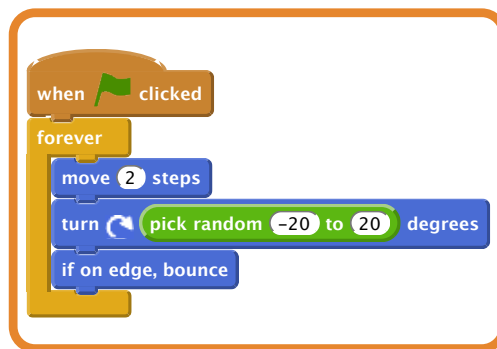 when clicked
forever
move 2 steps
turn pick random -20 to 20 degrees
if on edge, bounce